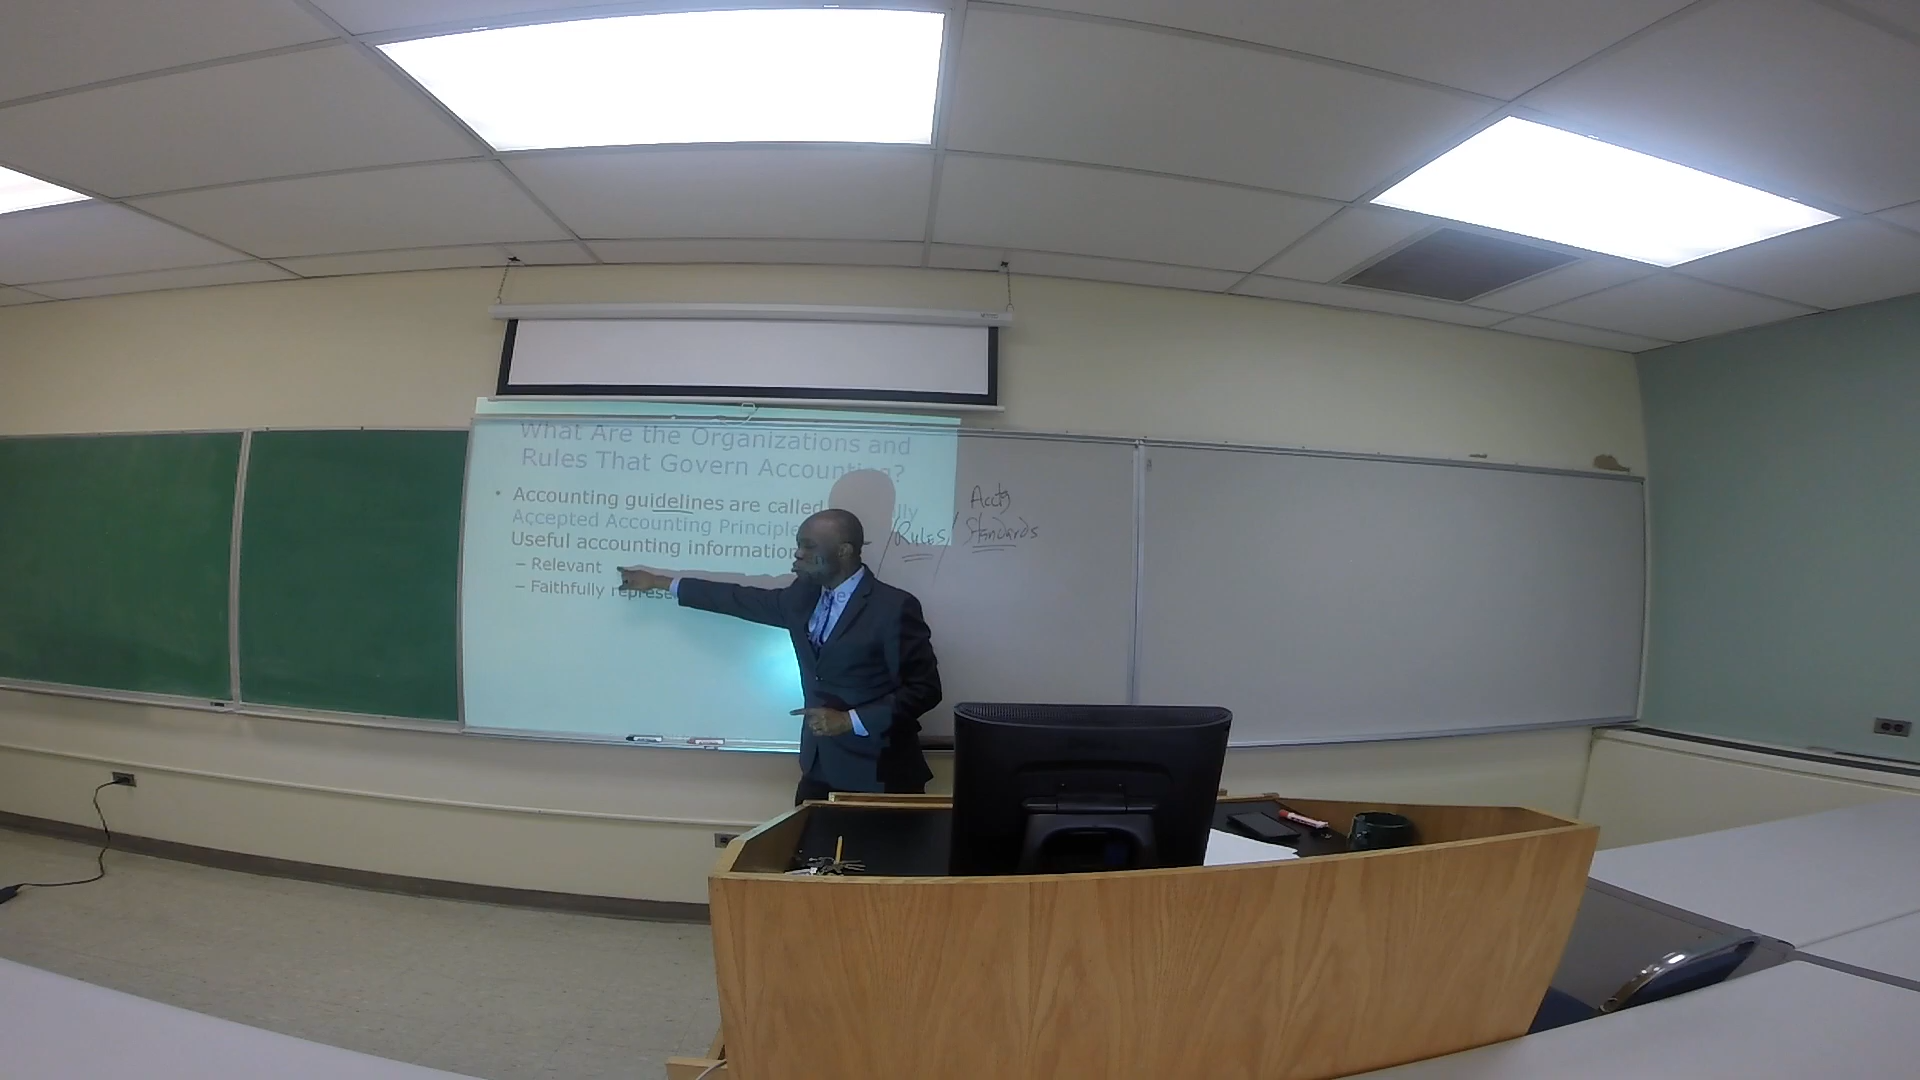 What Are the Organizations and
Rules That Govern Accounting?
• Accounting guidelines are called
Accepted Accounting Principle
Useful accounting information
– Relevant
– Faithfully represe
Acctg
/Rules/ Standards